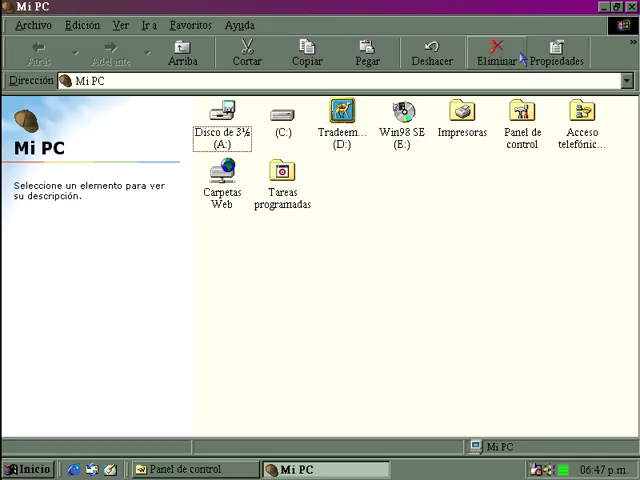 Mi PC
Archivo Edición Ver Ir a Favoritos Ayuda
Atrás Adelante Arriba Cortar Copiar Pegar Deshacer Eliminar Propiedades
Dirección Mi PC
Mi PC
Seleccione un elemento para ver
su descripción.
Disco de 3½
(A:)
(C:)
Tradeem...
(D:)
Win98 SE
(E:)
Impresoras
Panel de
control
Acceso
telefónic...
Carpetas
Web
Tareas
programadas
Mi PC
Inicio Panel de control Mi PC 06:47 p.m.